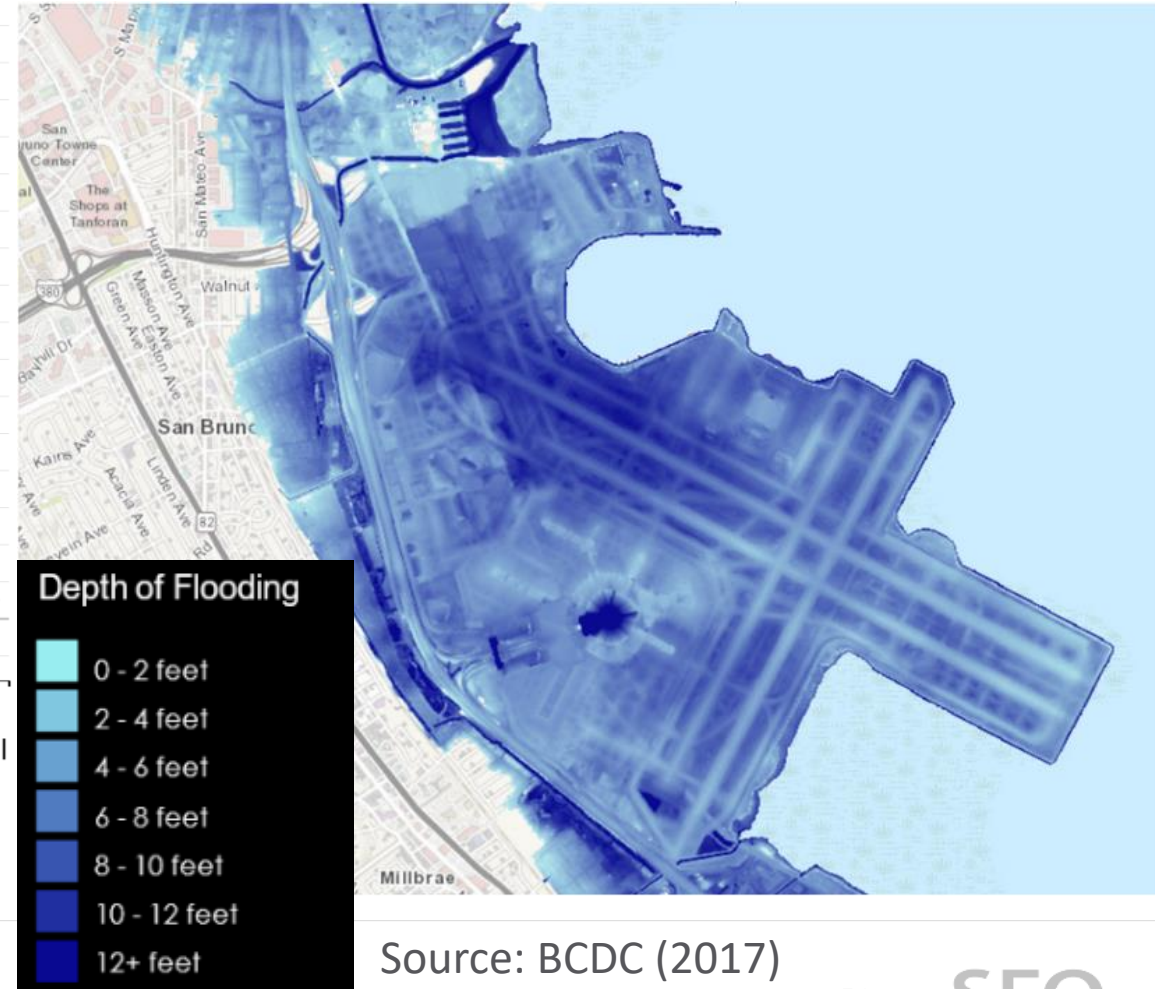 S Maple
San
Bruno Towne
Center
The
Shops at
Tanforan
San Mateo Ave
Huntington Ave
380
Walnut
Masson Ave
Green Ave
Easton Ave
Bayhill Dr
San Bruno
Kains Ave
Acacia Ave
Linden Ave
82
Rd
Depth of Flooding
0 - 2 feet
2 - 4 feet
4 - 6 feet
6 - 8 feet
8 - 10 feet
10 - 12 feet
12+ feet
Millbrae
Source: BCDC (2017)
SFO